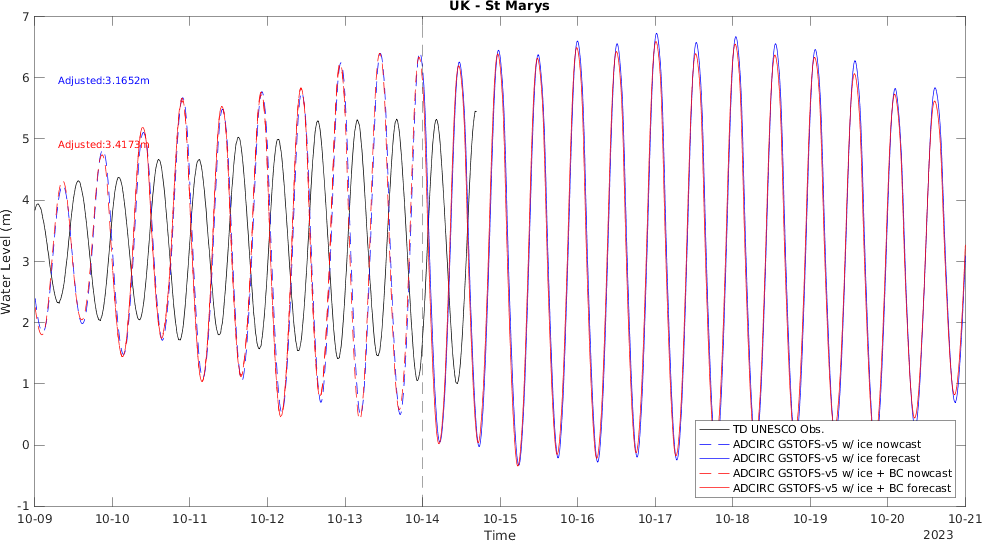 UK - St Marys
7
6
5
4
3
2
1
0
-1
Water Level (m)
Adjusted:3.1652m
Adjusted:3.4173m
TD UNESCO Obs.
ADCIRC GSTOFS-v5 w/ ice nowcast
ADCIRC GSTOFS-v5 w/ ice forecast
ADCIRC GSTOFS-v5 w/ ice + BC nowcast
ADCIRC GSTOFS-v5 w/ ice + BC forecast
10-09 10-10 10-11 10-12 10-13 10-14 10-15 10-16 10-17 10-18 10-19 10-20 10-21
Time
2023